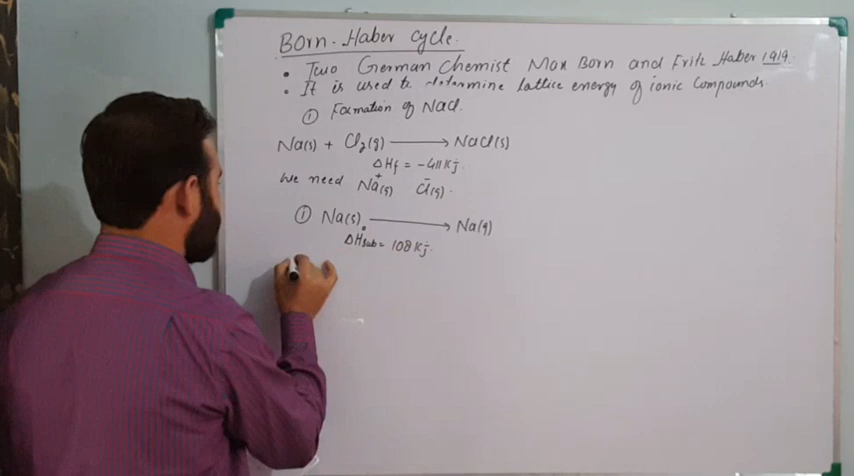 Born-Haber cycle.
• Two German Chemist Max Born and Fritz Haber 1919.
• It is used to determine lattice energy of ionic compounds.
① Formation of NaCl.
Na(s) + Cl₂(g) ⟶ NaCl(s)
ΔHf = -411 kj.
We need Na⁺(g) Cl⁻(g).
① Na(s) ⟶ Na(g)
ΔHsub = 108 kj.